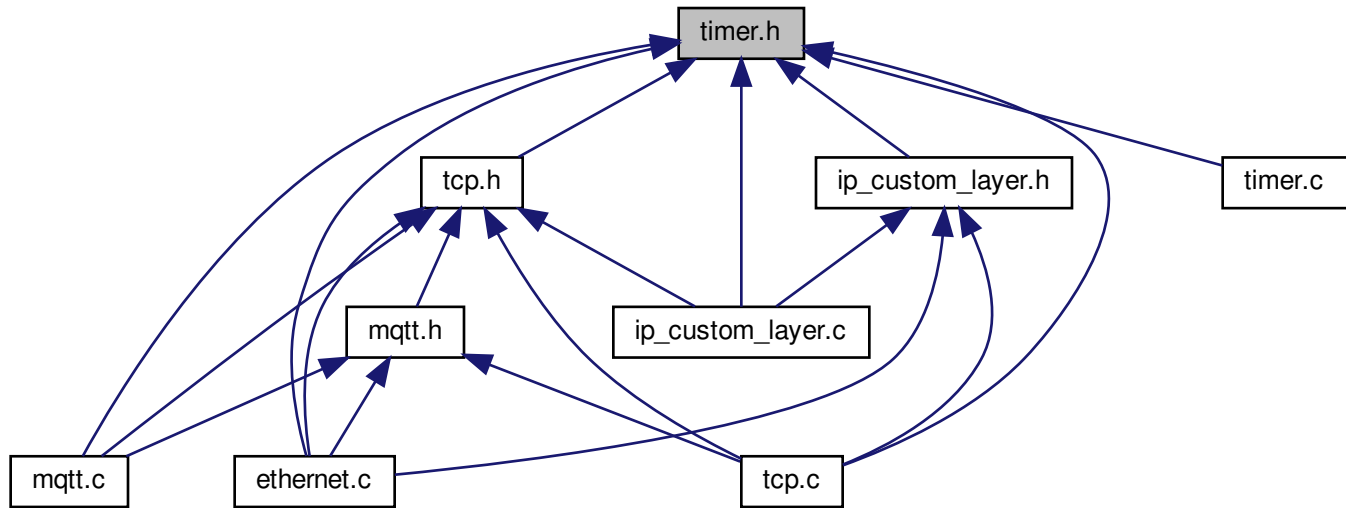 timer.h
tcp.h
ip_custom_layer.h
timer.c
mqtt.h
ip_custom_layer.c
mqtt.c
ethernet.c
tcp.c